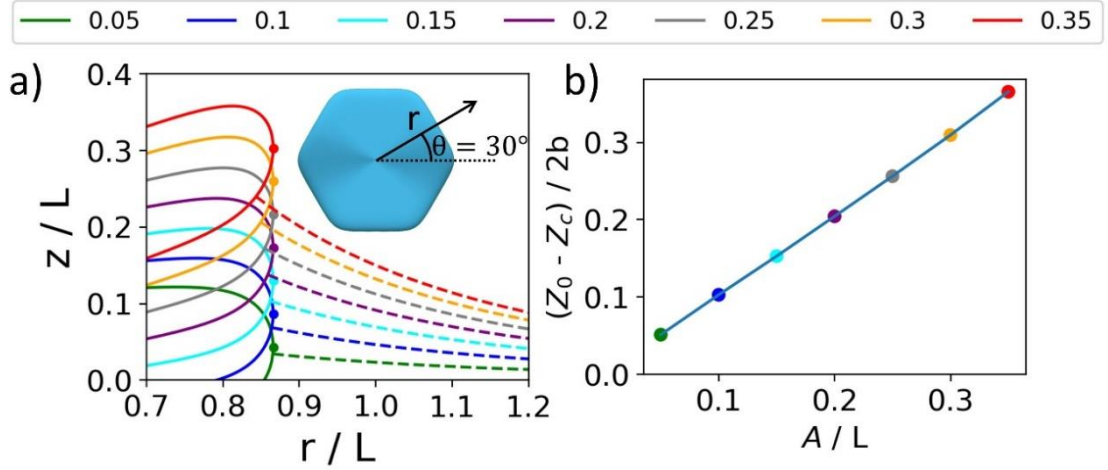 0.05 0.1 0.15 0.2 0.25 0.3 0.35
a)
0.4
0.3
0.2
0.1
0.0
z / L
r
θ = 30°
0.7 0.8 0.9 1.0 1.1 1.2
r / L
b)
0.3
0.2
0.1
0.0
(Z₀ - Z_c) / 2b
0.1 0.2 0.3
A / L